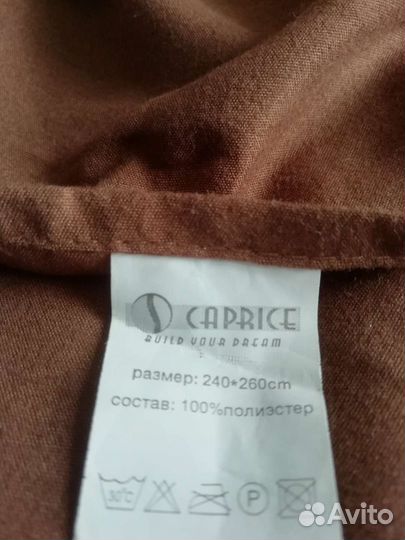 CAPRICE
BUILD YOUR DREAM
размер: 240*260cm
состав: 100%полиэстер
30°C
P
Avito